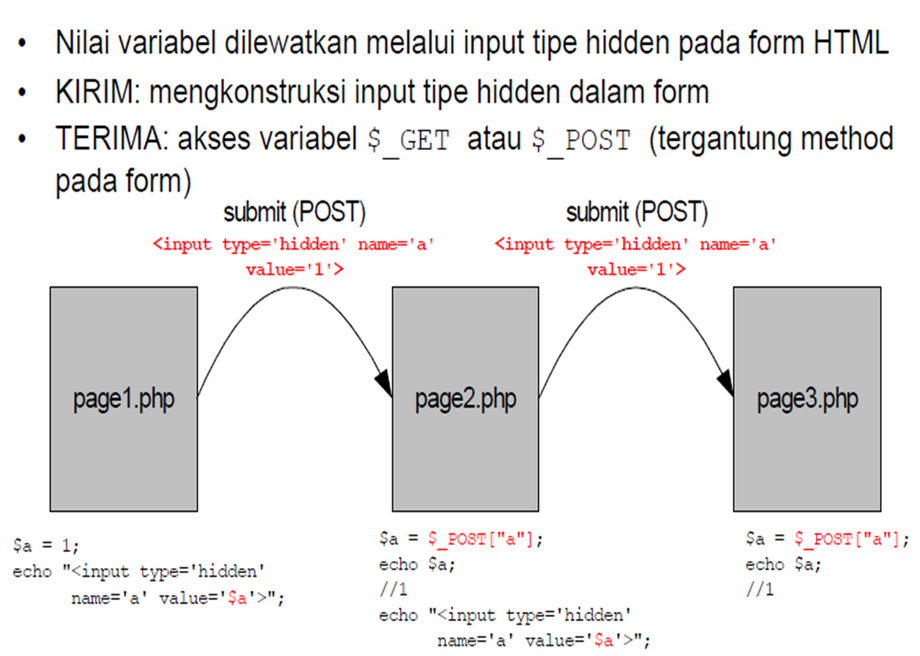 • Nilai variabel dilewatkan melalui input tipe hidden pada form HTML
• KIRIM: mengkonstruksi input tipe hidden dalam form
• TERIMA: akses variabel $_GET atau $_POST (tergantung method
pada form)
submit (POST)
<input type='hidden' name='a'
value='1'>
submit (POST)
<input type='hidden' name='a'
value='1'>
page1.php
page2.php
page3.php
$a = 1;
echo "<input type='hidden'
name='a' value='$a'>";
$a = $_POST["a"];
echo $a;
//1
echo "<input type='hidden'
name='a' value='$a'>";
$a = $_POST["a"];
echo $a;
//1